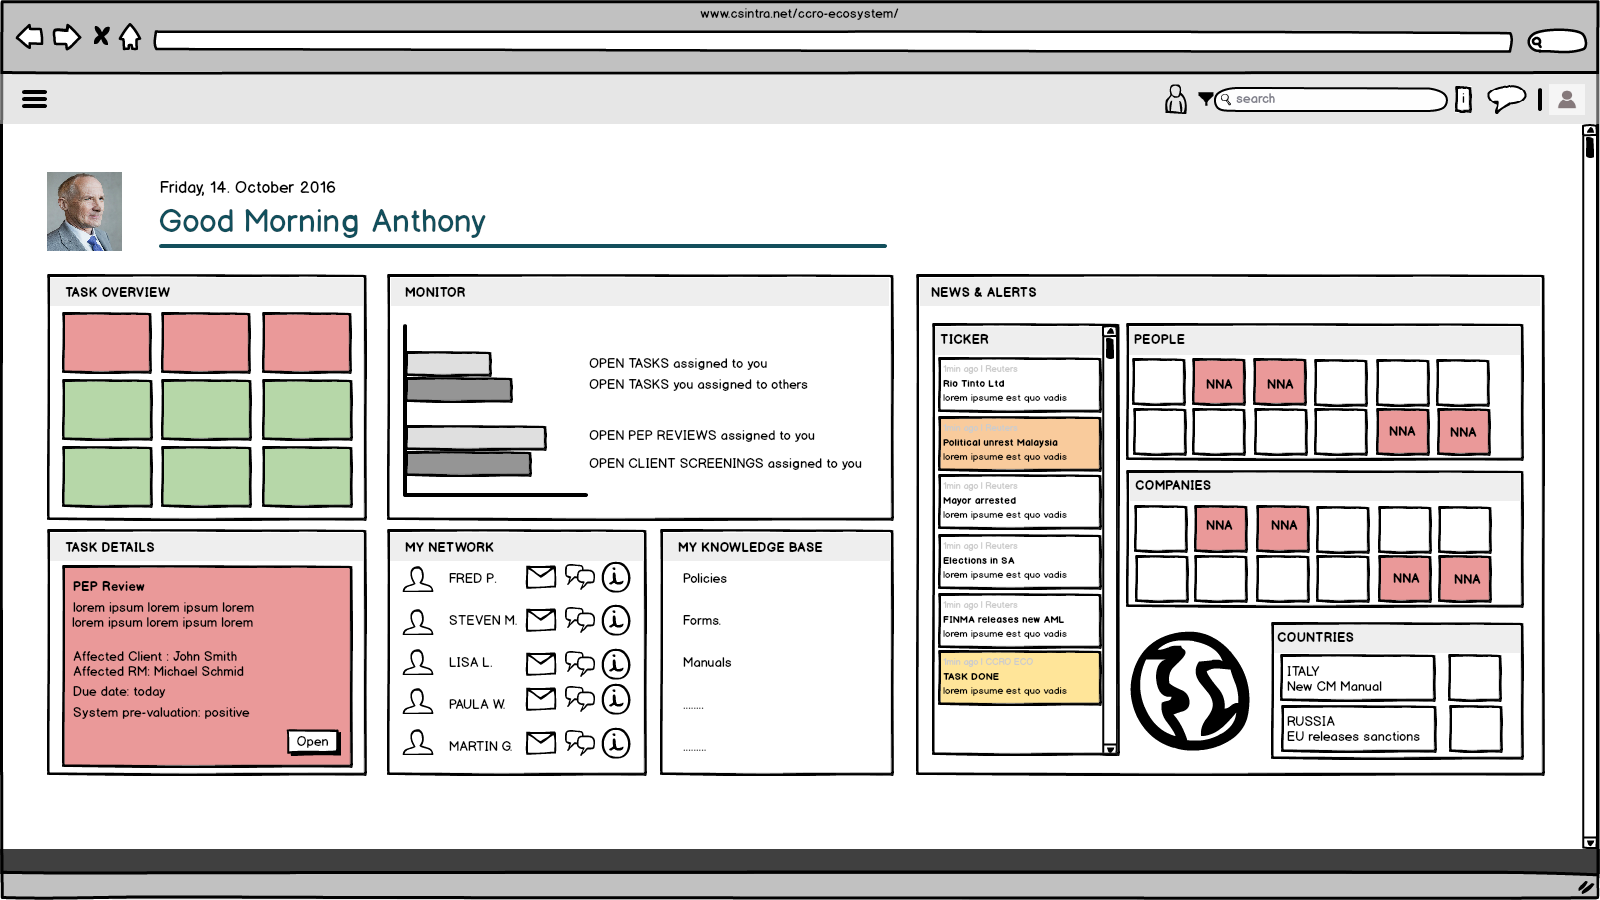 www.csintra.net/ccro-ecosystem/
search
Friday, 14. October 2016
Good Morning Anthony
TASK OVERVIEW
MONITOR
OPEN TASKS assigned to you
OPEN TASKS you assigned to others
OPEN PEP REVIEWS assigned to you
OPEN CLIENT SCREENINGS assigned to you
TASK DETAILS
PEP Review
lorem ipsum lorem ipsum lorem
lorem ipsum lorem ipsum lorem
Affected Client : John Smith
Affected RM: Michael Schmid
Due date: today
System pre-valuation: positive
Open
MY NETWORK
FRED P.
STEVEN M.
LISA L.
PAULA W.
MARTIN G.
MY KNOWLEDGE BASE
Policies
Forms.
Manuals
........
.........
NEWS & ALERTS
TICKER
1min ago | Reuters
Rio Tinto Ltd
lorem ipsume est quo vadis
1min ago | Reuters
Political unrest Malaysia
lorem ipsume est quo vadis
1min ago | Reuters
Mayor arrested
lorem ipsume est quo vadis
1min ago | Reuters
Elections in SA
lorem ipsume est quo vadis
1min ago | Reuters
FINMA releases new AML
lorem ipsume est quo vadis
1min ago | CCRO ECO
TASK DONE
lorem ipsume est quo vadis
PEOPLE
NNA NNA
NNA NNA
COMPANIES
NNA NNA
NNA NNA
COUNTRIES
ITALY
New CM Manual
RUSSIA
EU releases sanctions